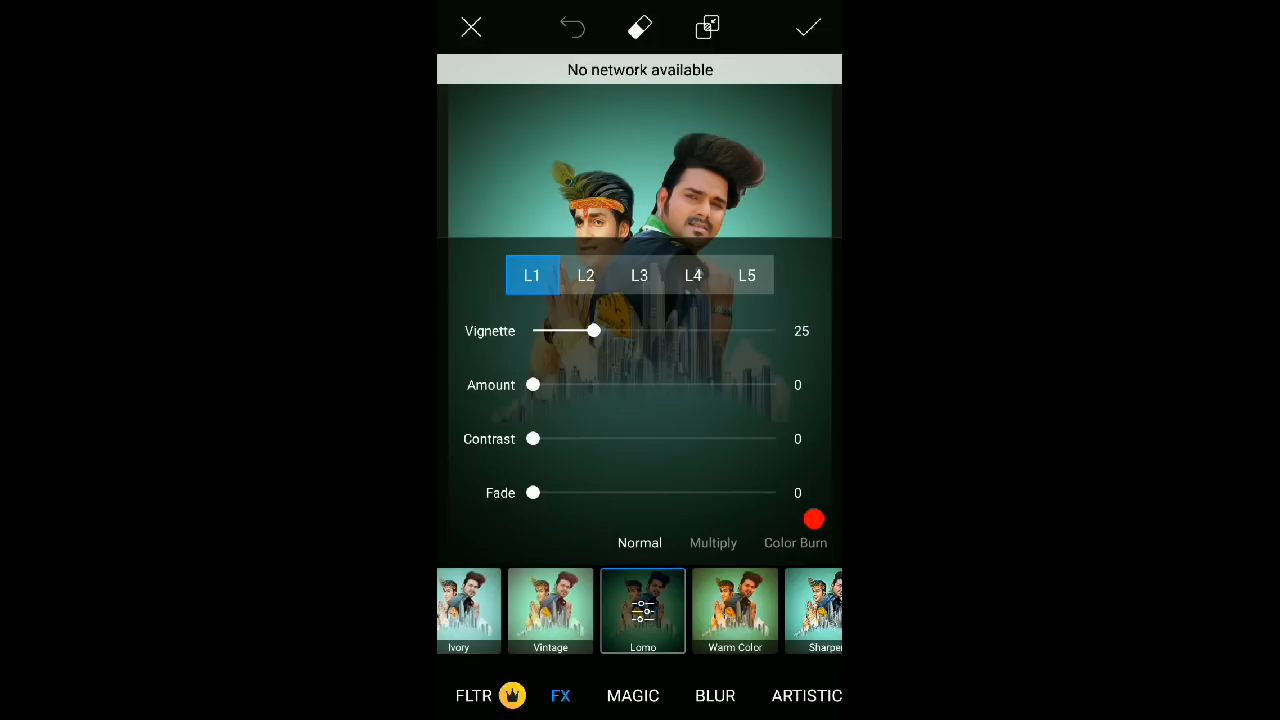 No network available
L1 L2 L3 L4 L5
Vignette 25
Amount 0
Contrast 0
Fade 0
Normal Multiply Color Burn
Ivory Vintage Lomo Warm Color Sharpen
FLTR FX MAGIC BLUR ARTISTIC